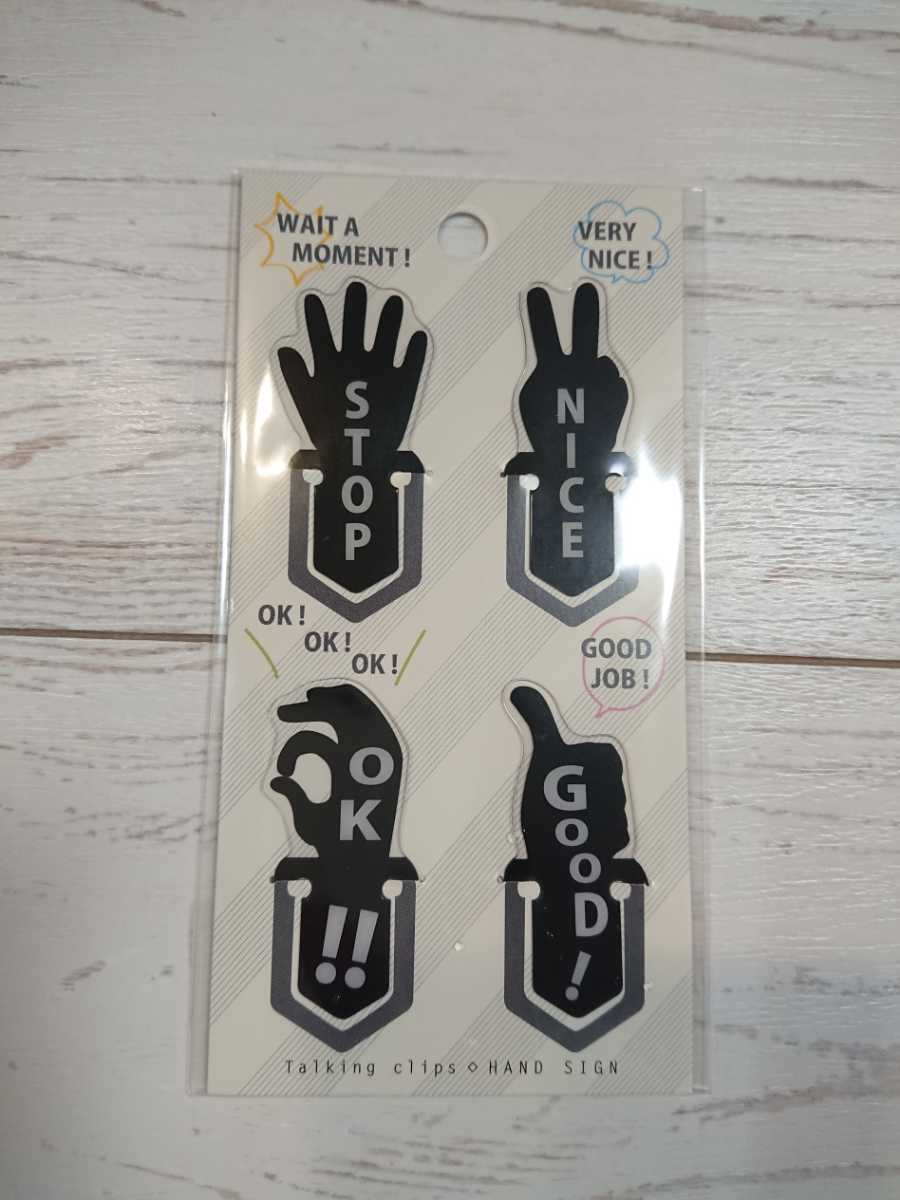 WAIT A
MOMENT!
VERY
NICE!
STOP
NICE
OK!
OK!
OK!
GOOD
JOB!
OK
!!
GooD
!
Talking clips◇HAND SIGN